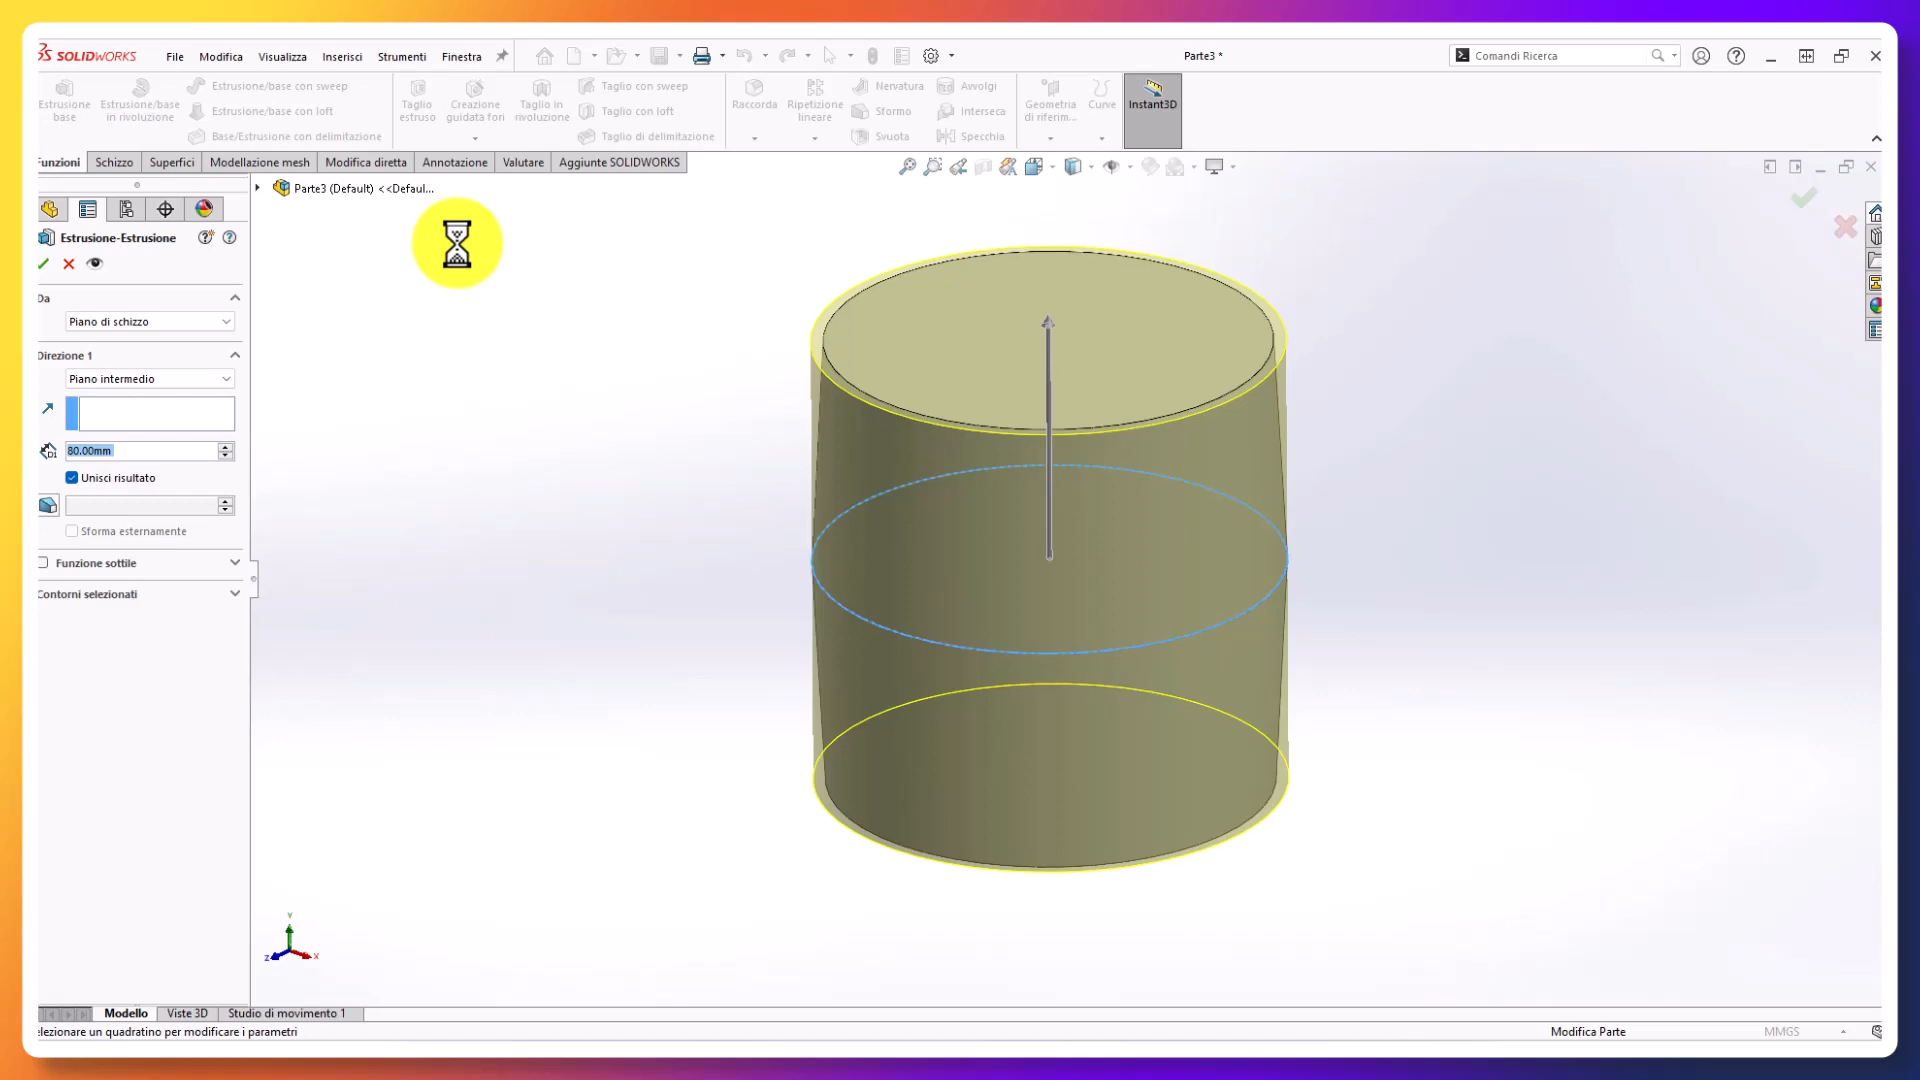 SOLIDWORKS File Modifica Visualizza Inserisci Strumenti Finestra Parte3 * Comandi Ricerca
Estrusione
base
Estrusione/base
in rivoluzione
Estrusione/base con sweep
Estrusione/base con loft
Base/Estrusione con delimitazione
Taglio
estruso
Creazione
guidata fori
Taglio in
rivoluzione
Taglio con sweep
Taglio con loft
Taglio di delimitazione
Raccorda
Ripetizione
lineare
Nervatura
Sformo
Svuota
Avvolgi
Interseca
Specchia
Geometria
di riferim...
Curve
Instant3D
Funzioni Schizzo Superfici Modellazione mesh Modifica diretta Annotazione Valutare Aggiunte SOLIDWORKS
Parte3 (Default) <<Defaul...
Estrusione-Estrusione
Da
Piano di schizzo
Direzione 1
Piano intermedio
D1
80.00mm
Unisci risultato
Sforma esternamente
Funzione sottile
Contorni selezionati
Y
Z
X
Modello Viste 3D Studio di movimento 1
elezionare un quadratino per modificare i parametri Modifica Parte MMGS